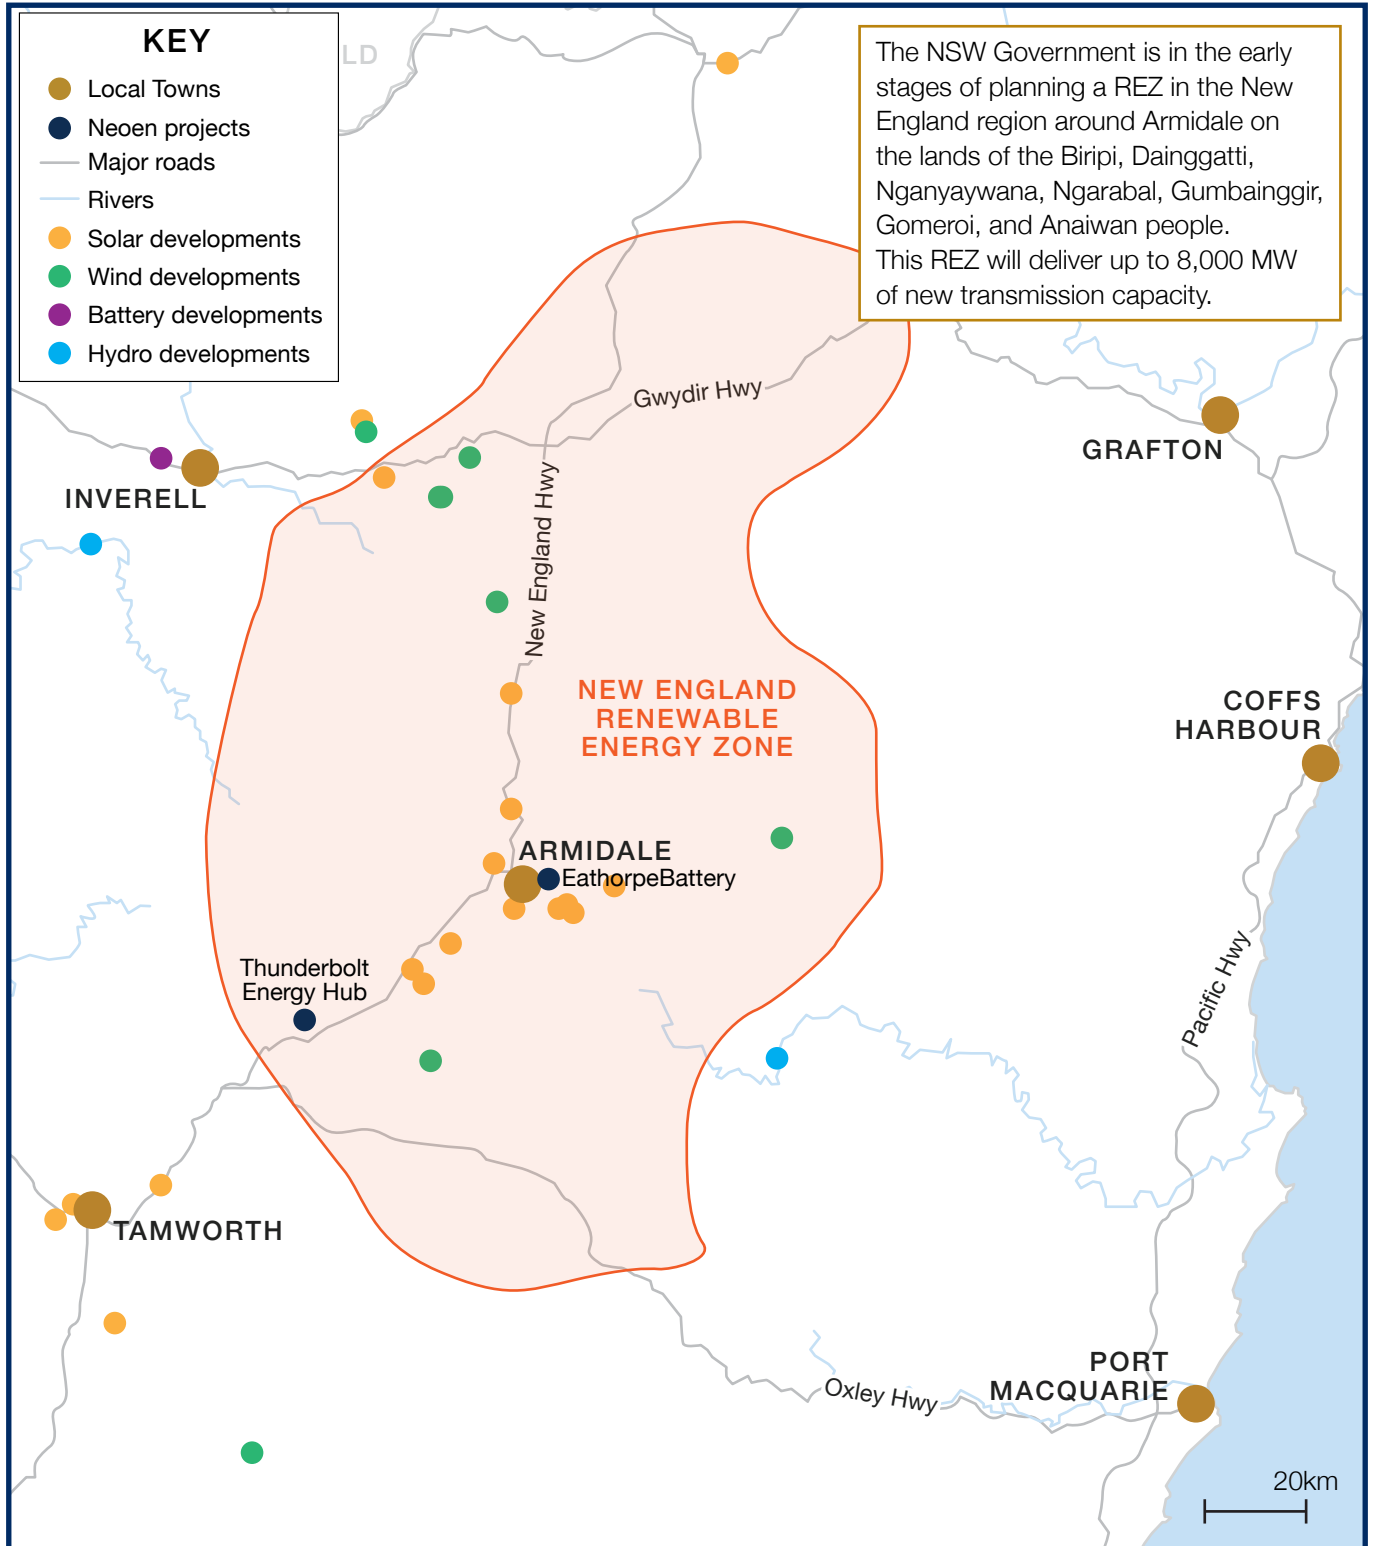 KEY
Local Towns
Neoen projects
Major roads
Rivers
Solar developments
Wind developments
Battery developments
Hydro developments
LD
The NSW Government is in the early
stages of planning a REZ in the New
England region around Armidale on
the lands of the Biripi, Dainggatti,
Nganyaywana, Ngarabal, Gumbainggir,
Gomeroi, and Anaiwan people.
This REZ will deliver up to 8,000 MW
of new transmission capacity.
Gwydir Hwy
GRAFTON
INVERELL
New England Hwy
NEW ENGLAND
RENEWABLE
ENERGY ZONE
COFFS
HARBOUR
ARMIDALE
EathorpeBattery
Thunderbolt
Energy Hub
Pacific Hwy
TAMWORTH
PORT
MACQUARIE
Oxley Hwy
20km